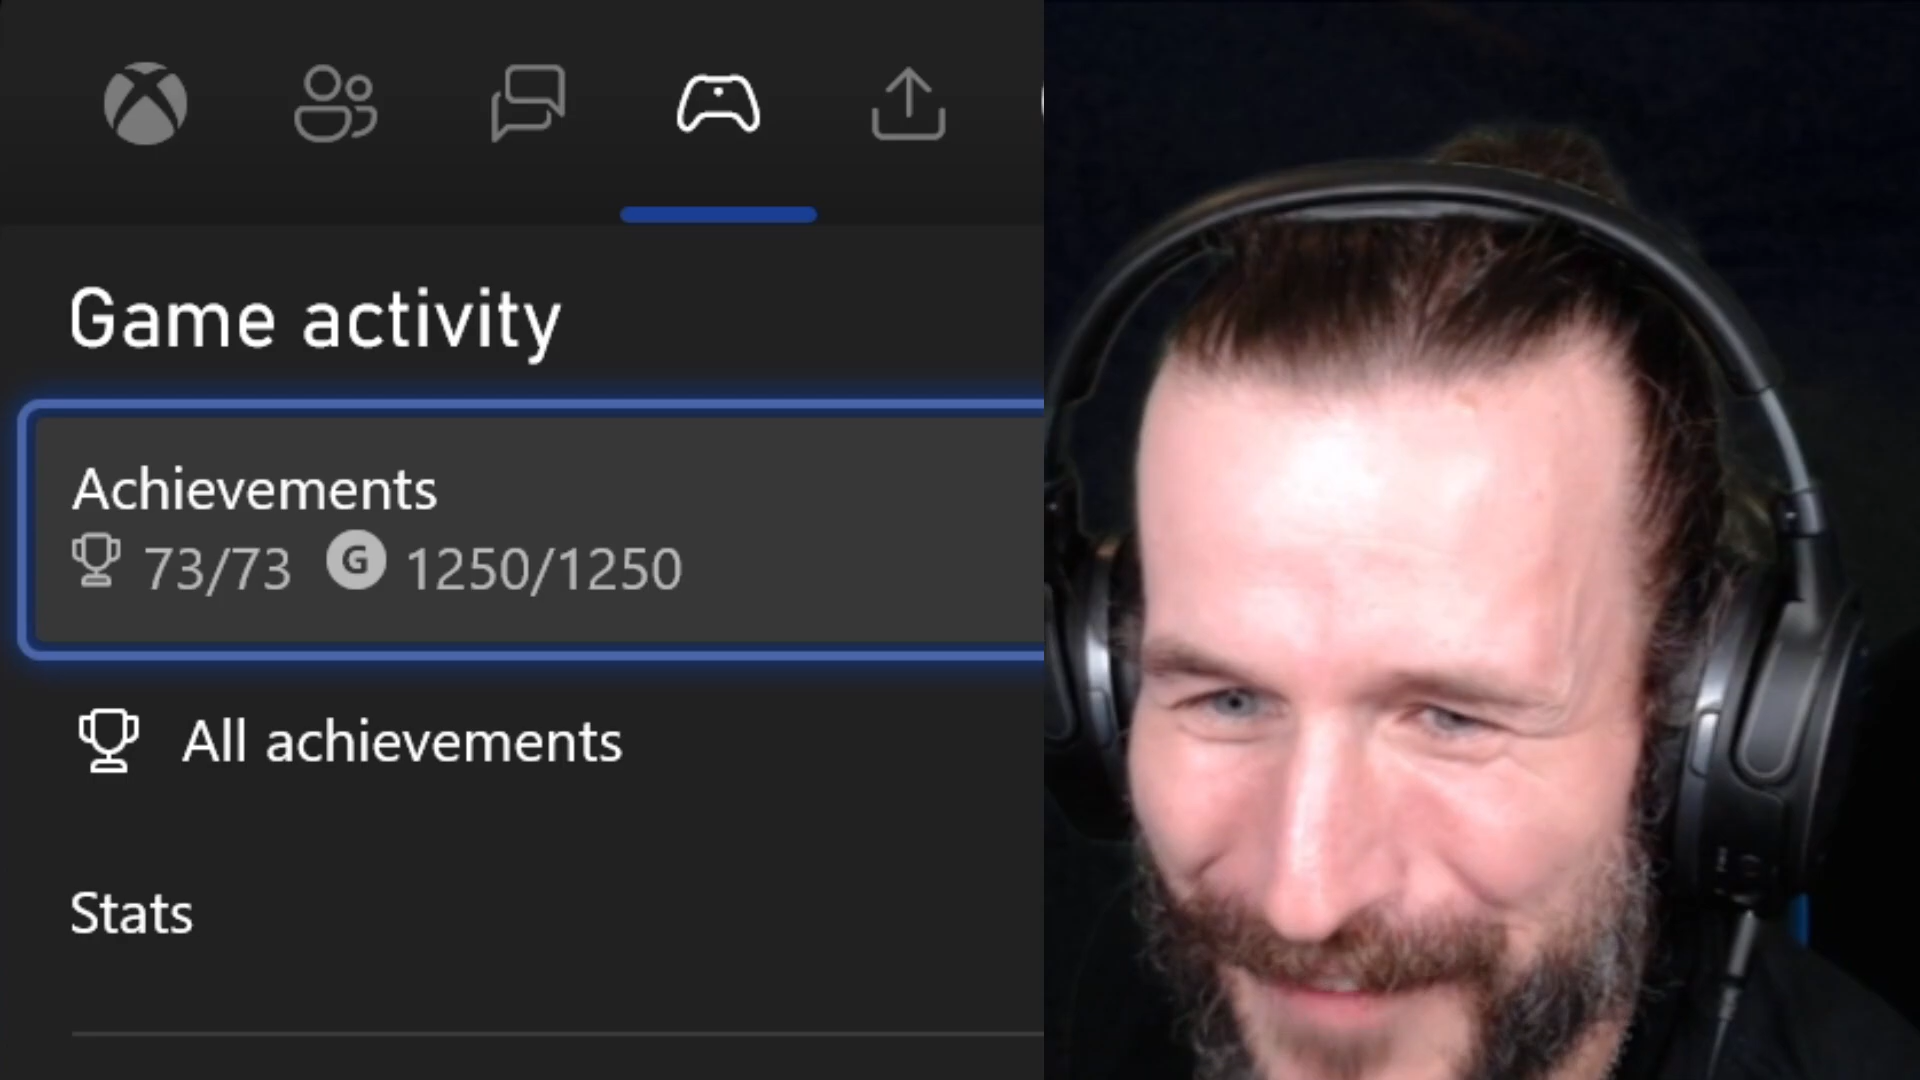 Game activity
Achievements
73/73 G 1250/1250
All achievements
Stats